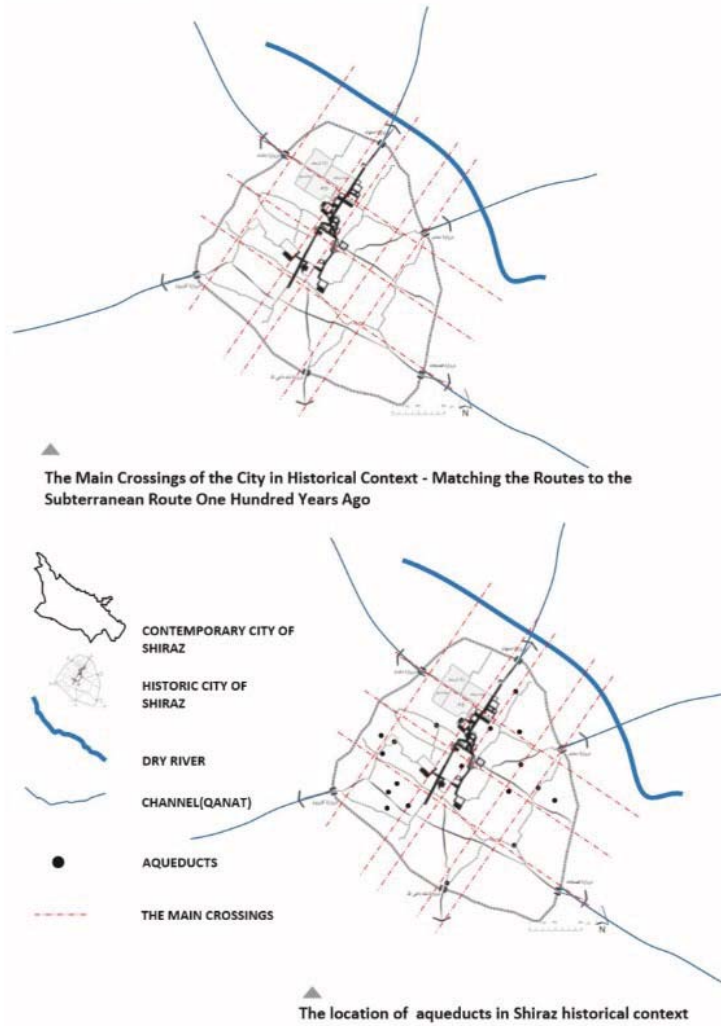 N
The Main Crossings of the City in Historical Context - Matching the Routes to the
Subterranean Route One Hundred Years Ago
CONTEMPORARY CITY OF
SHIRAZ
HISTORIC CITY OF
SHIRAZ
DRY RIVER
CHANNEL(QANAT)
AQUEDUCTS
THE MAIN CROSSINGS
N
The location of aqueducts in Shiraz historical context